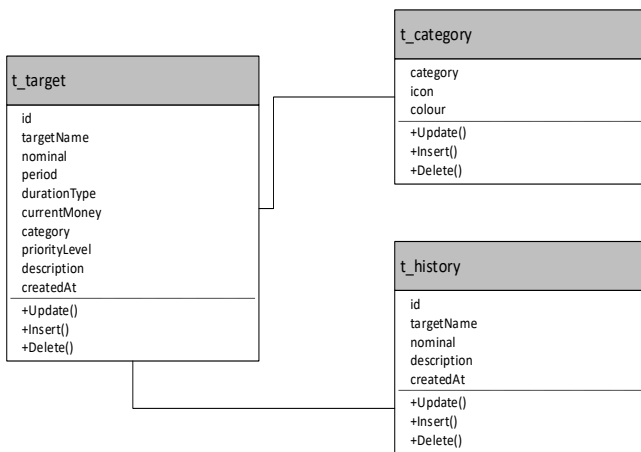 t_target
id
targetName
nominal
period
durationType
currentMoney
category
priorityLevel
description
createdAt
+Update()
+Insert()
+Delete()
t_category
category
icon
colour
+Update()
+Insert()
+Delete()
t_history
id
targetName
nominal
description
createdAt
+Update()
+Insert()
+Delete()